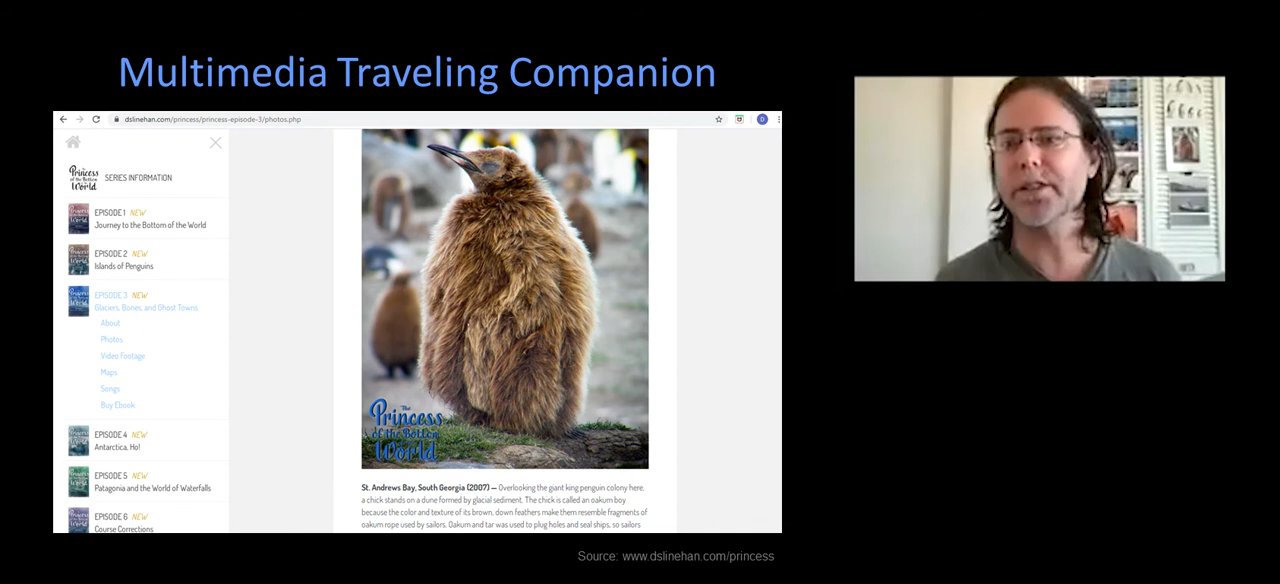 Multimedia Traveling Companion
dslinehan.com/princess/princess-episode-3/photos.php
D
Princess
of the Bottom
World
SERIES INFORMATION
EPISODE 1 NEW
Journey to the Bottom of the World
EPISODE 2 NEW
Islands of Penguins
EPISODE 3 NEW
Glaciers, Bones, and Ghost Towns
About
Photos
Video Footage
Maps
Songs
Buy Ebook
EPISODE 4 NEW
Antarctica, Ho!
EPISODE 5 NEW
Patagonia and the World of Waterfalls
EPISODE 6 NEW
Course Corrections
The
Princess
of the Bottom
World
St. Andrews Bay, South Georgia (2007) — Overlooking the giant king penguin colony here,
a chick stands on a dune formed by glacial sediment. The chick is called an oakum boy
because the color and texture of its brown, down feathers make them resemble fragments of
oakum rope used by sailors. Oakum and tar was used to plug holes and seal ships, so sailors
Source: www.dslinehan.com/princess